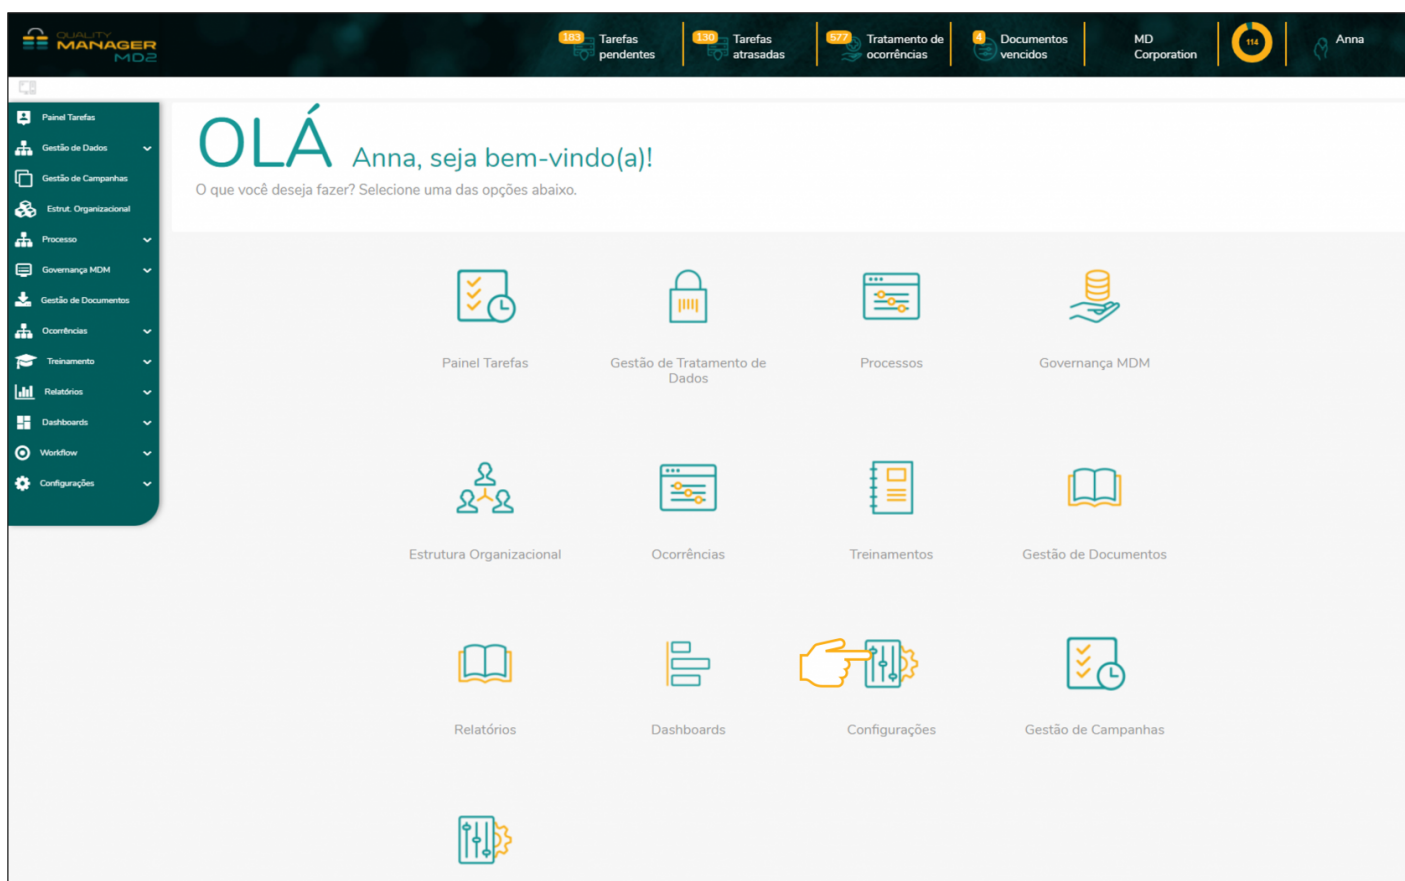 QUALITY
MANAGER
MD2
183
Tarefas
pendentes
130
Tarefas
atrasadas
577
Tratamento de
ocorrências
4
Documentos
vencidos
MD
Corporation
114
Anna
Painel Tarefas
Gestão de Dados
Gestão de Campanhas
Estrut. Organizacional
Processo
Governança MDM
Gestão de Documentos
Ocorrências
Treinamento
Relatórios
Dashboards
Workflow
Configurações
OLÁ Anna, seja bem-vindo(a)!
O que você deseja fazer? Selecione uma das opções abaixo.
Painel Tarefas
Gestão de Tratamento de
Dados
Processos
Governança MDM
Estrutura Organizacional
Ocorrências
Treinamentos
Gestão de Documentos
Relatórios
Dashboards
Configurações
Gestão de Campanhas